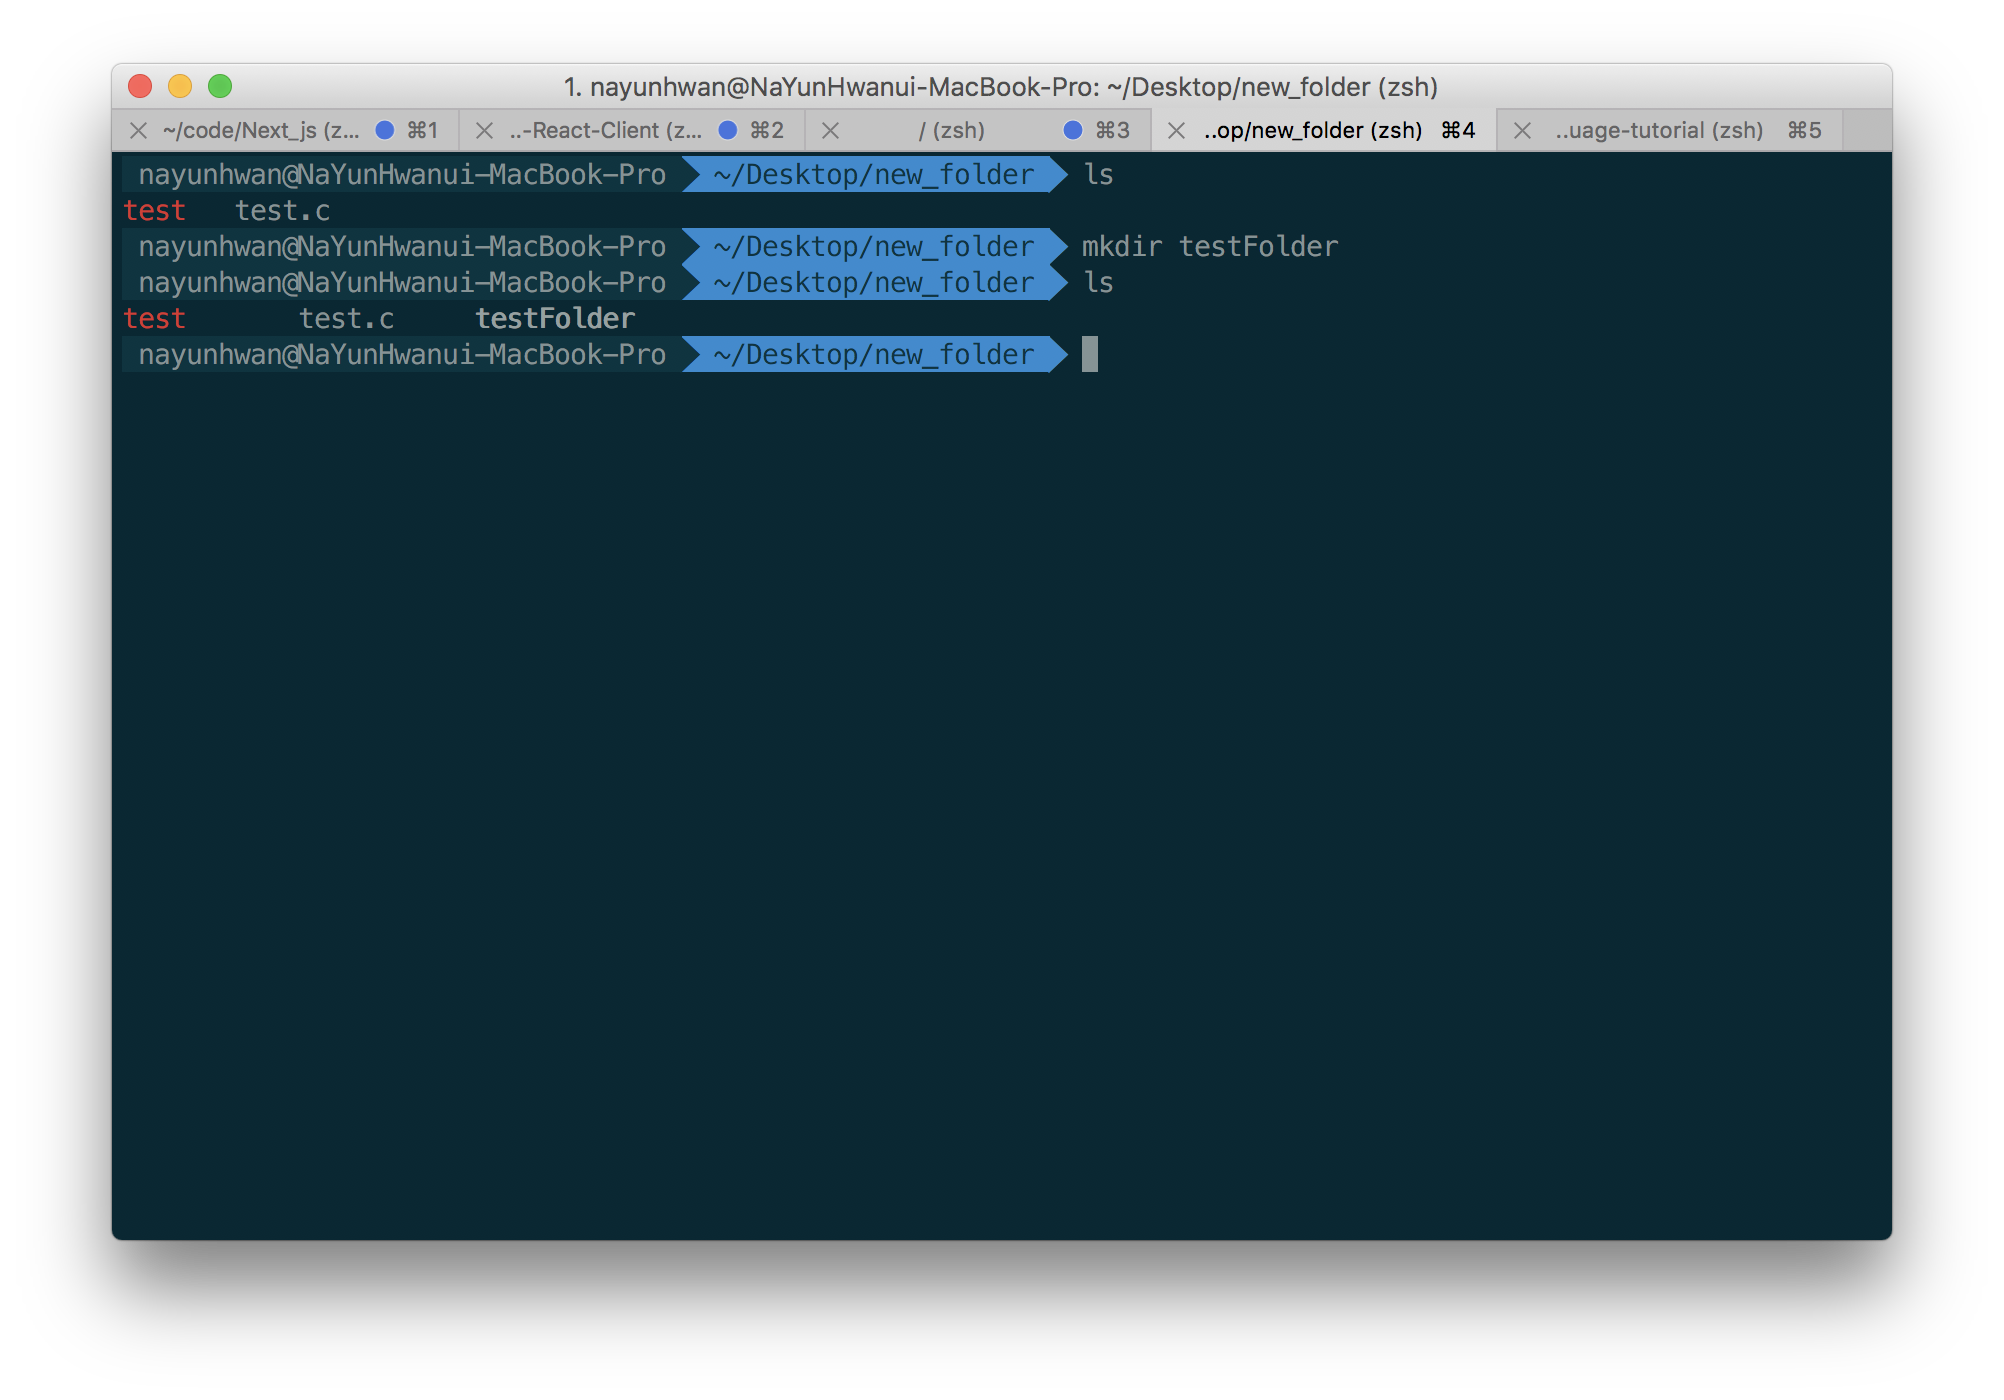 1. nayunhwan@NaYunHwanui-MacBook-Pro: ~/Desktop/new_folder (zsh)
~/code/Next_js (z... ⌘1 ..-React-Client (z... ⌘2 / (zsh) ⌘3 ..op/new_folder (zsh) ⌘4 ..uage-tutorial (zsh) ⌘5
nayunhwan@NaYunHwanui-MacBook-Pro ~/Desktop/new_folder ls
test test.c
nayunhwan@NaYunHwanui-MacBook-Pro ~/Desktop/new_folder mkdir testFolder
nayunhwan@NaYunHwanui-MacBook-Pro ~/Desktop/new_folder ls
test test.c testFolder
nayunhwan@NaYunHwanui-MacBook-Pro ~/Desktop/new_folder